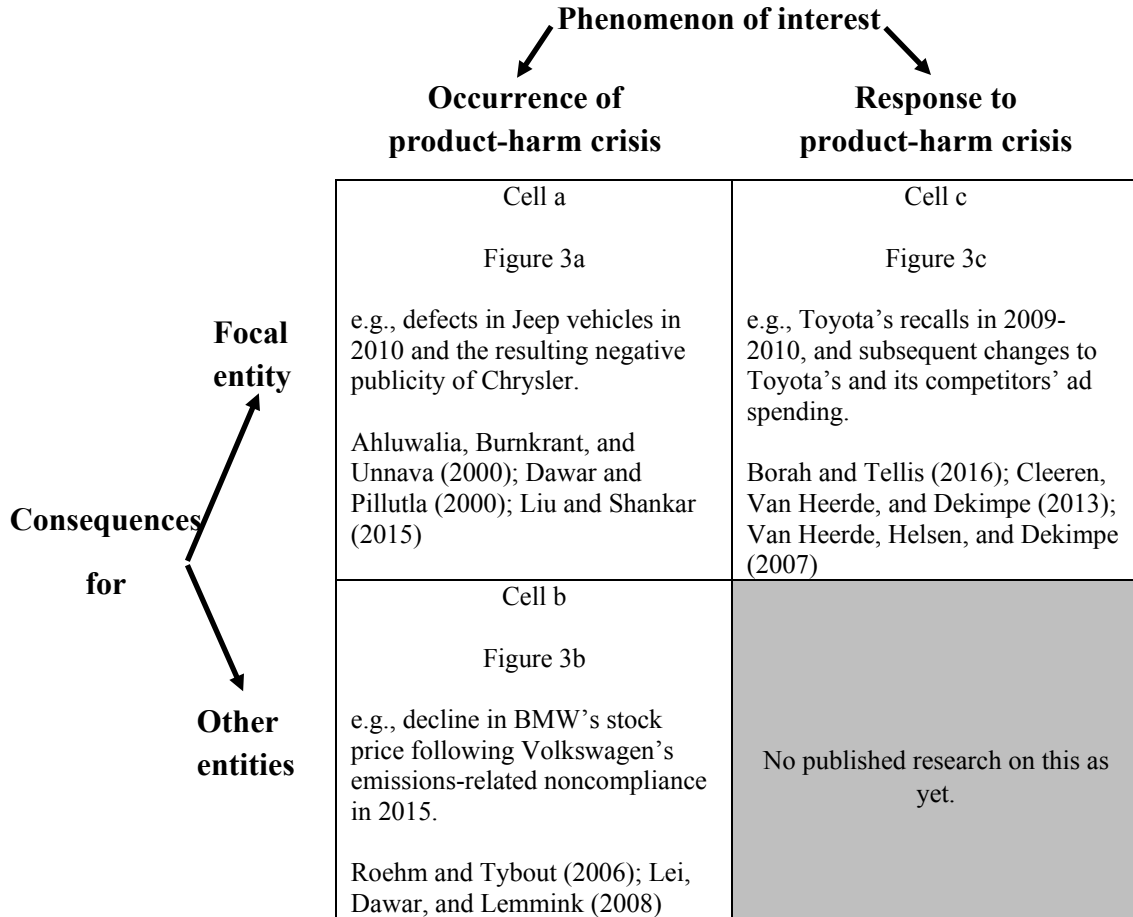 Phenomenon of interest
Occurrence of
product-harm crisis
Response to
product-harm crisis
Consequences
for
Focal
entity
Cell a
Figure 3a
e.g., defects in Jeep vehicles in
2010 and the resulting negative
publicity of Chrysler.
Ahluwalia, Burnkrant, and
Unnava (2000); Dawar and
Pillutla (2000); Liu and Shankar
(2015)
Cell c
Figure 3c
e.g., Toyota’s recalls in 2009-
2010, and subsequent changes to
Toyota’s and its competitors’ ad
spending.
Borah and Tellis (2016); Cleeren,
Van Heerde, and Dekimpe (2013);
Van Heerde, Helsen, and Dekimpe
(2007)
Other
entities
Cell b
Figure 3b
e.g., decline in BMW’s stock
price following Volkswagen’s
emissions-related noncompliance
in 2015.
Roehm and Tybout (2006); Lei,
Dawar, and Lemmink (2008)
No published research on this as
yet.